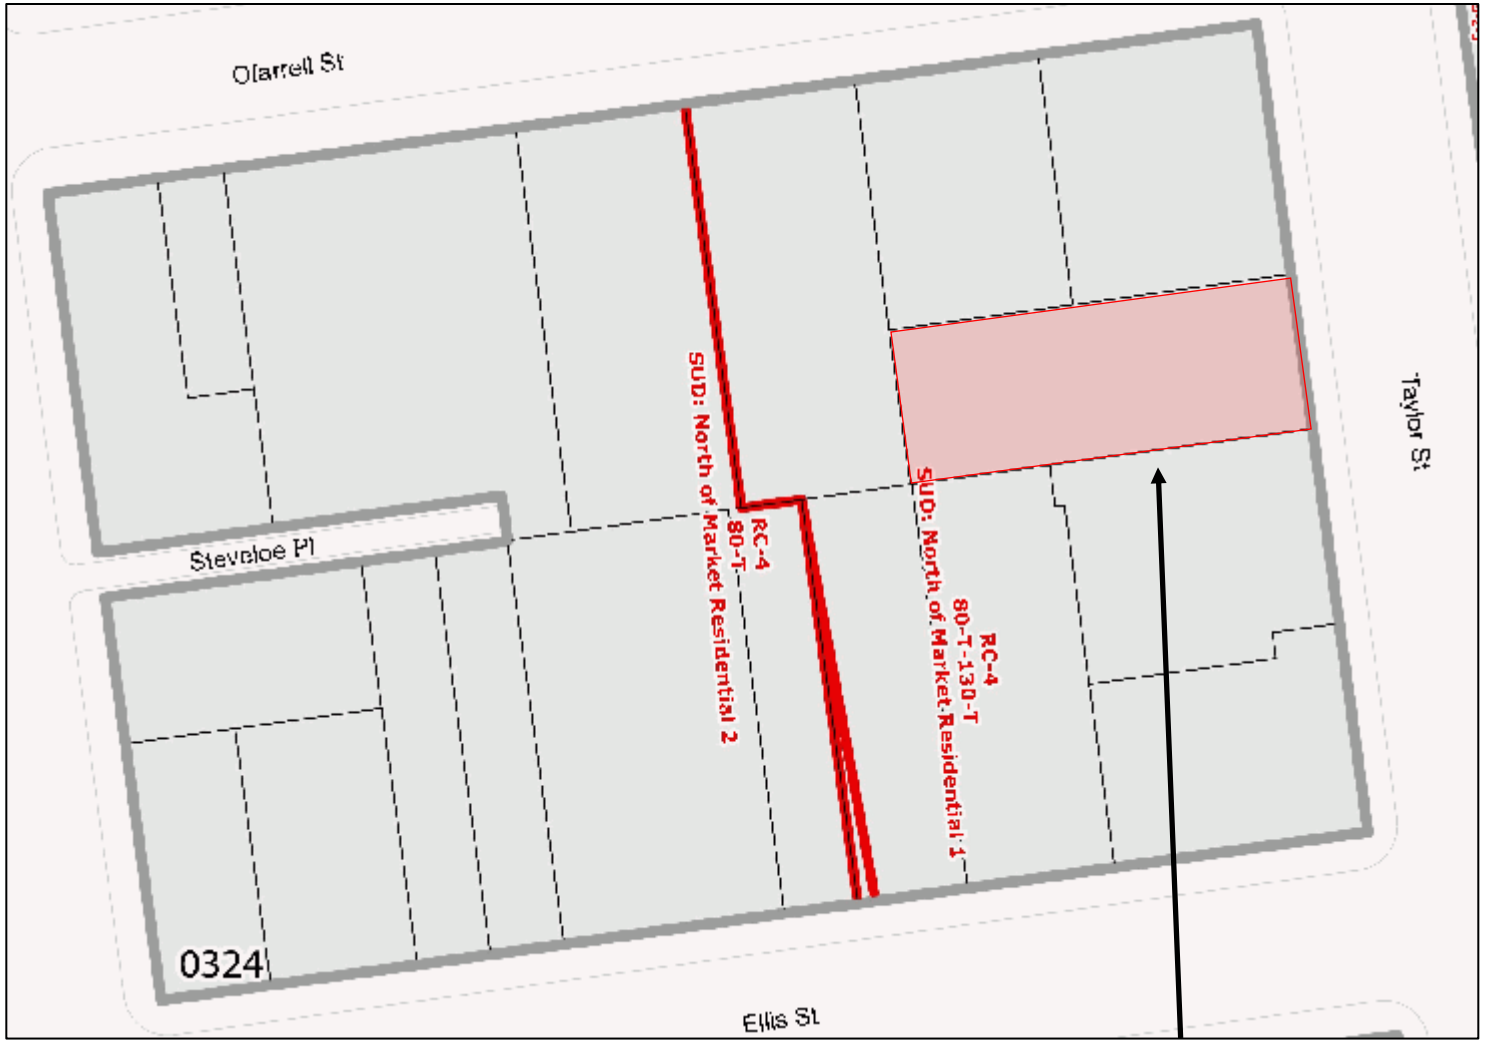 Ofarrell St
Taylor St
SUD: North of Market Residential 2
80-T
RC-4
SUD: North of Market Residential 1
80-T-130-T
RC-4
Steveloe Pl
0324
Ellis St